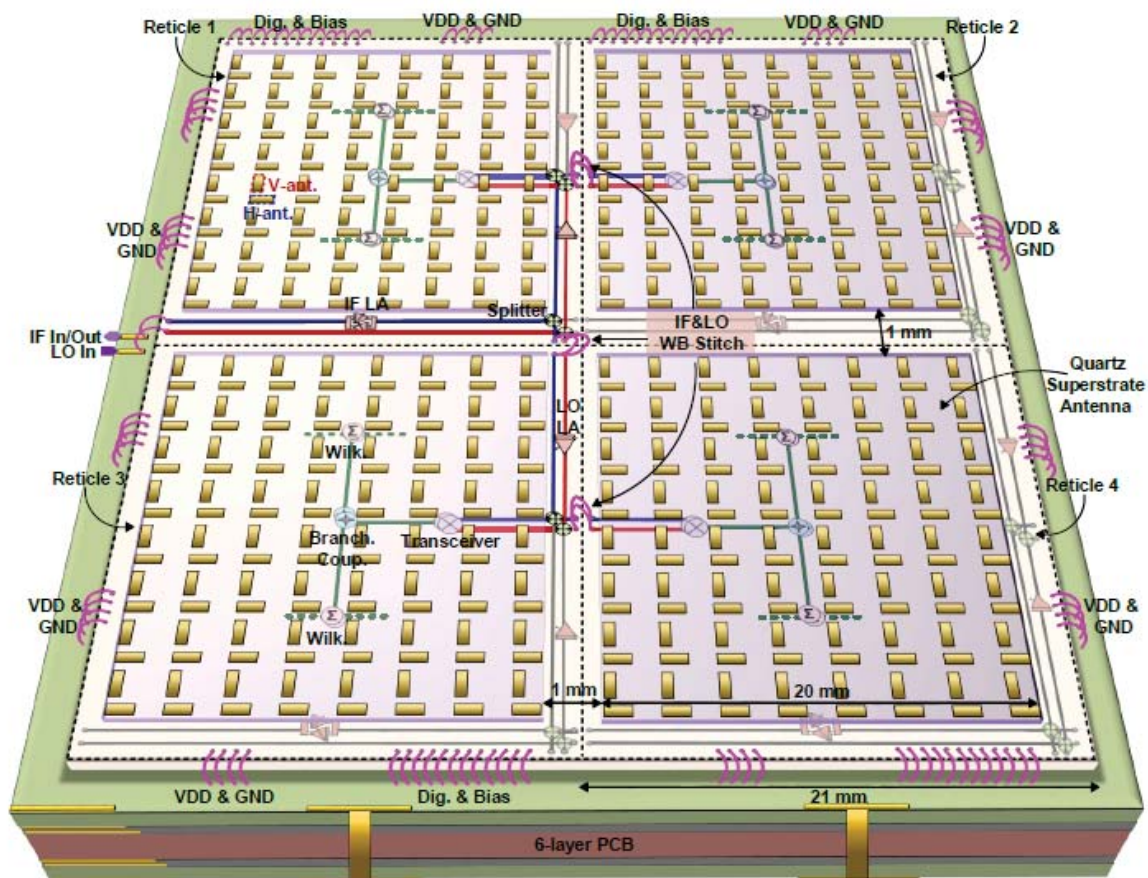 Dig. & Bias
VDD & GND
Dig. & Bias
VDD & GND
Reticle 1
Reticle 2
V-ant.
H-ant.
VDD &
GND
VDD &
GND
IF LA
Splitter
IF In/Out
LO In
IF&LO
WB Stitch
1 mm
Quartz
Superstrate
Antenna
LO
LA
Σ
Σ
Σ
Σ
Σ
Wilk.
Reticle 3
Reticle 4
Branch.
Coup.
Transceiver
VDD &
GND
Σ
Wilk.
Σ
Σ
VDD &
GND
1 mm
20 mm
VDD & GND
Dig. & Bias
21 mm
6-layer PCB